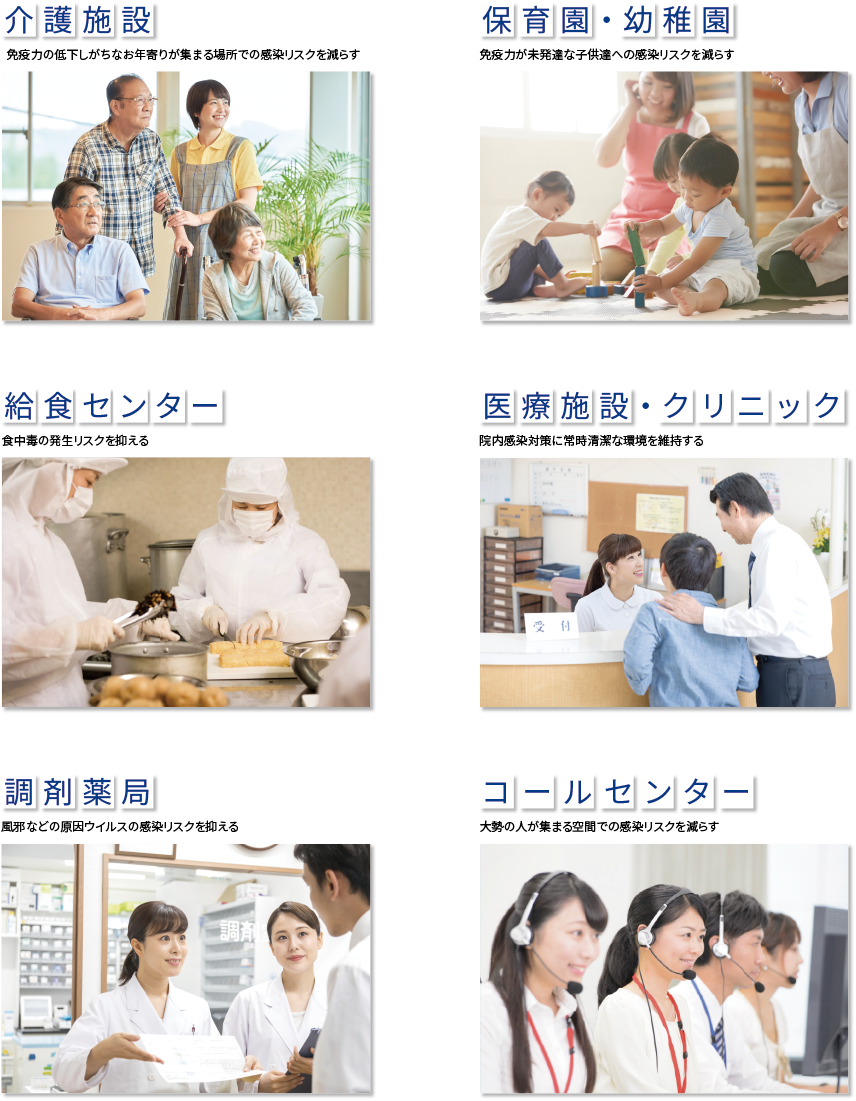 介護施設
免疫力の低下しがちなお年寄りが集まる場所での感染リスクを減らす
保育園・幼稚園
免疫力が未発達な子供達への感染リスクを減らす
給食センター
食中毒の発生リスクを抑える
医療施設・クリニック
院内感染対策に常時清潔な環境を維持する
受付
調剤薬局
風邪などの原因ウイルスの感染リスクを抑える
調剤
コールセンター
大勢の人が集まる空間での感染リスクを減らす